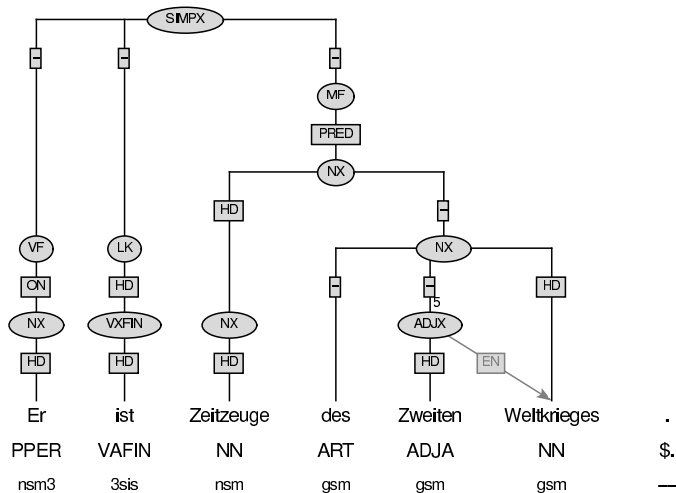 SIMPX
– – –
MF
PRED
NX
HD –
VF LK NX
ON HD – – HD
5
NX VXFIN NX ADJX
HD HD HD HD EN
Er ist Zeitzeuge des Zweiten Weltkrieges .
PPER VAFIN NN ART ADJA NN $.
nsm3 3sis nsm gsm gsm gsm ––